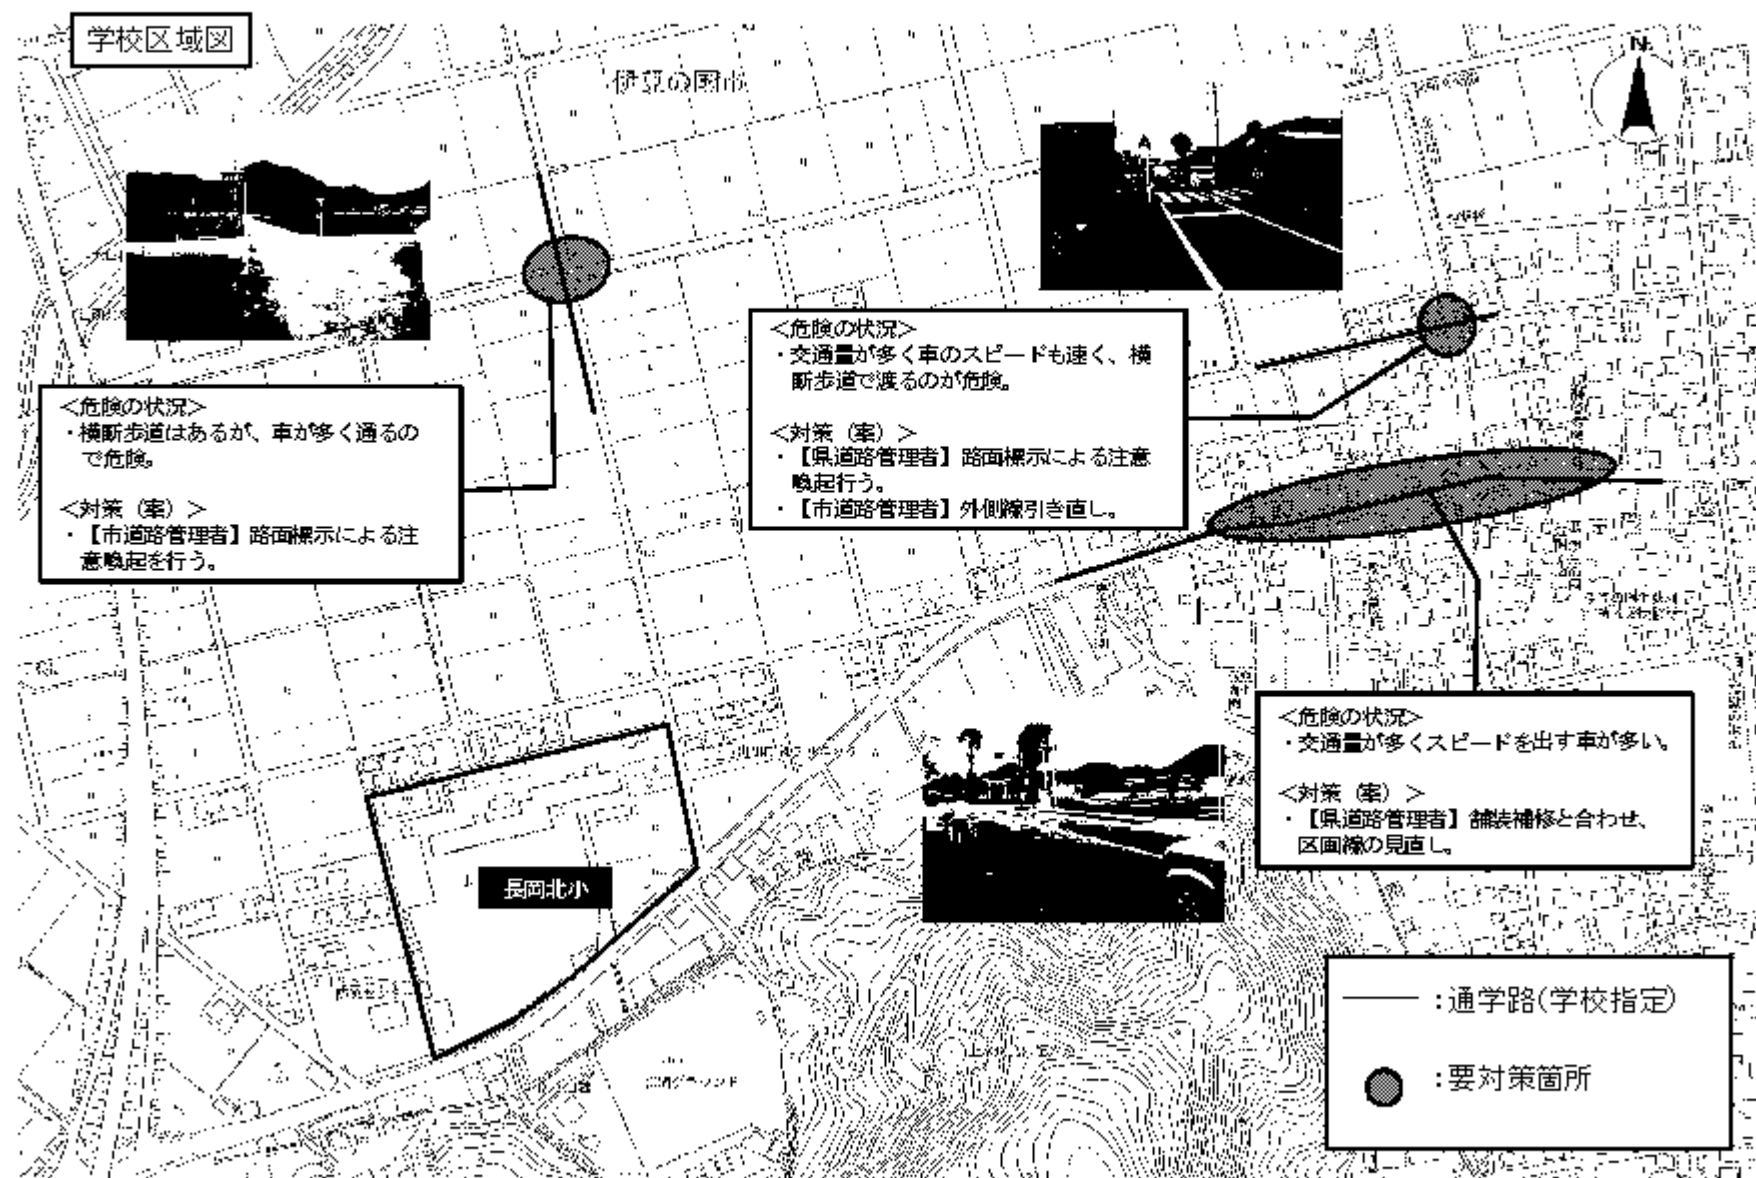 学校区域図
伊豆の国市
N
<危険の状況>
・横断歩道はあるが、車が多く通るの
で危険。
<対策（案）>
・【市道路管理者】路面標示による注
意喚起を行う。
<危険の状況>
・交通量が多く車のスピードも速く、横
断歩道で渡るのが危険。
<対策（案）>
・【県道路管理者】路面標示による注意
喚起行う。
・【市道路管理者】外側線引き直し。
<危険の状況>
・交通量が多くスピードを出す車が多い。
<対策（案）>
・【県道路管理者】舗装補修と合わせ、
区画線の見直し。
長岡北小
：通学路(学校指定)
：要対策箇所